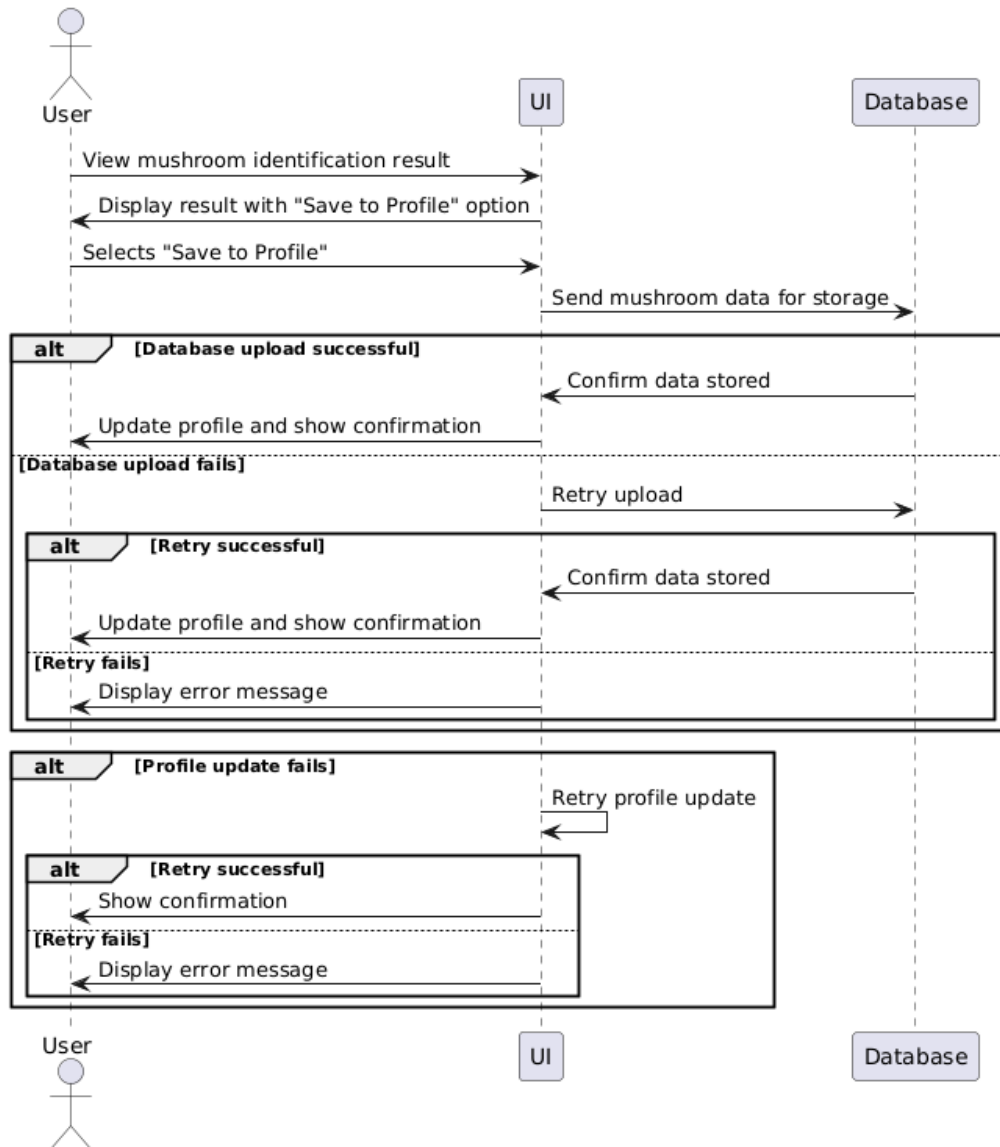 User
UI
Database
View mushroom identification result
Display result with "Save to Profile" option
Selects "Save to Profile"
Send mushroom data for storage
alt [Database upload successful]
Confirm data stored
Update profile and show confirmation
[Database upload fails]
Retry upload
alt [Retry successful]
Confirm data stored
Update profile and show confirmation
[Retry fails]
Display error message
alt [Profile update fails]
Retry profile update
alt [Retry successful]
Show confirmation
[Retry fails]
Display error message
User
UI
Database